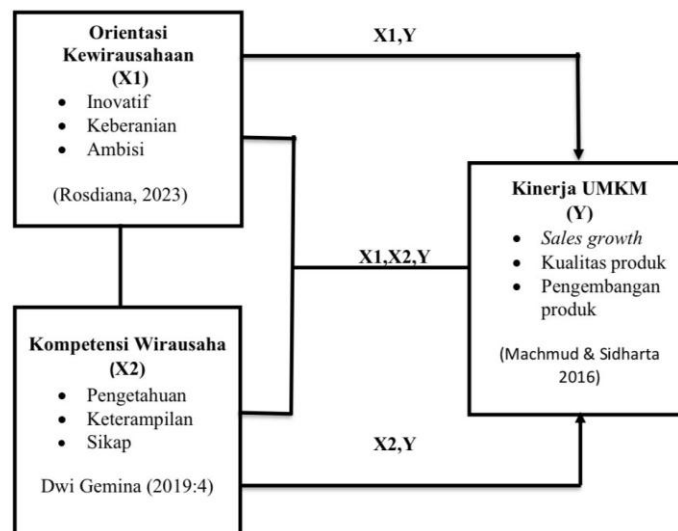 Orientasi
Kewirausahaan
(X1)
• Inovatif
• Keberanian
• Ambisi
(Rosdiana, 2023)
X1,Y
Kinerja UMKM
(Y)
• Sales growth
• Kualitas produk
• Pengembangan
produk
(Machmud & Sidharta
2016)
X1,X2,Y
Kompetensi Wirausaha
(X2)
• Pengetahuan
• Keterampilan
• Sikap
Dwi Gemina (2019:4)
X2,Y